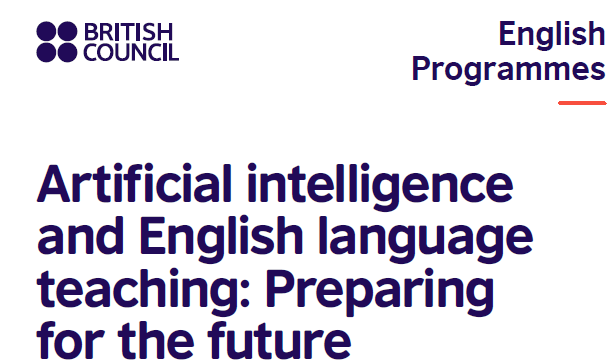 BRITISH
COUNCIL
English
Programmes
Artificial intelligence
and English language
teaching: Preparing
for the future